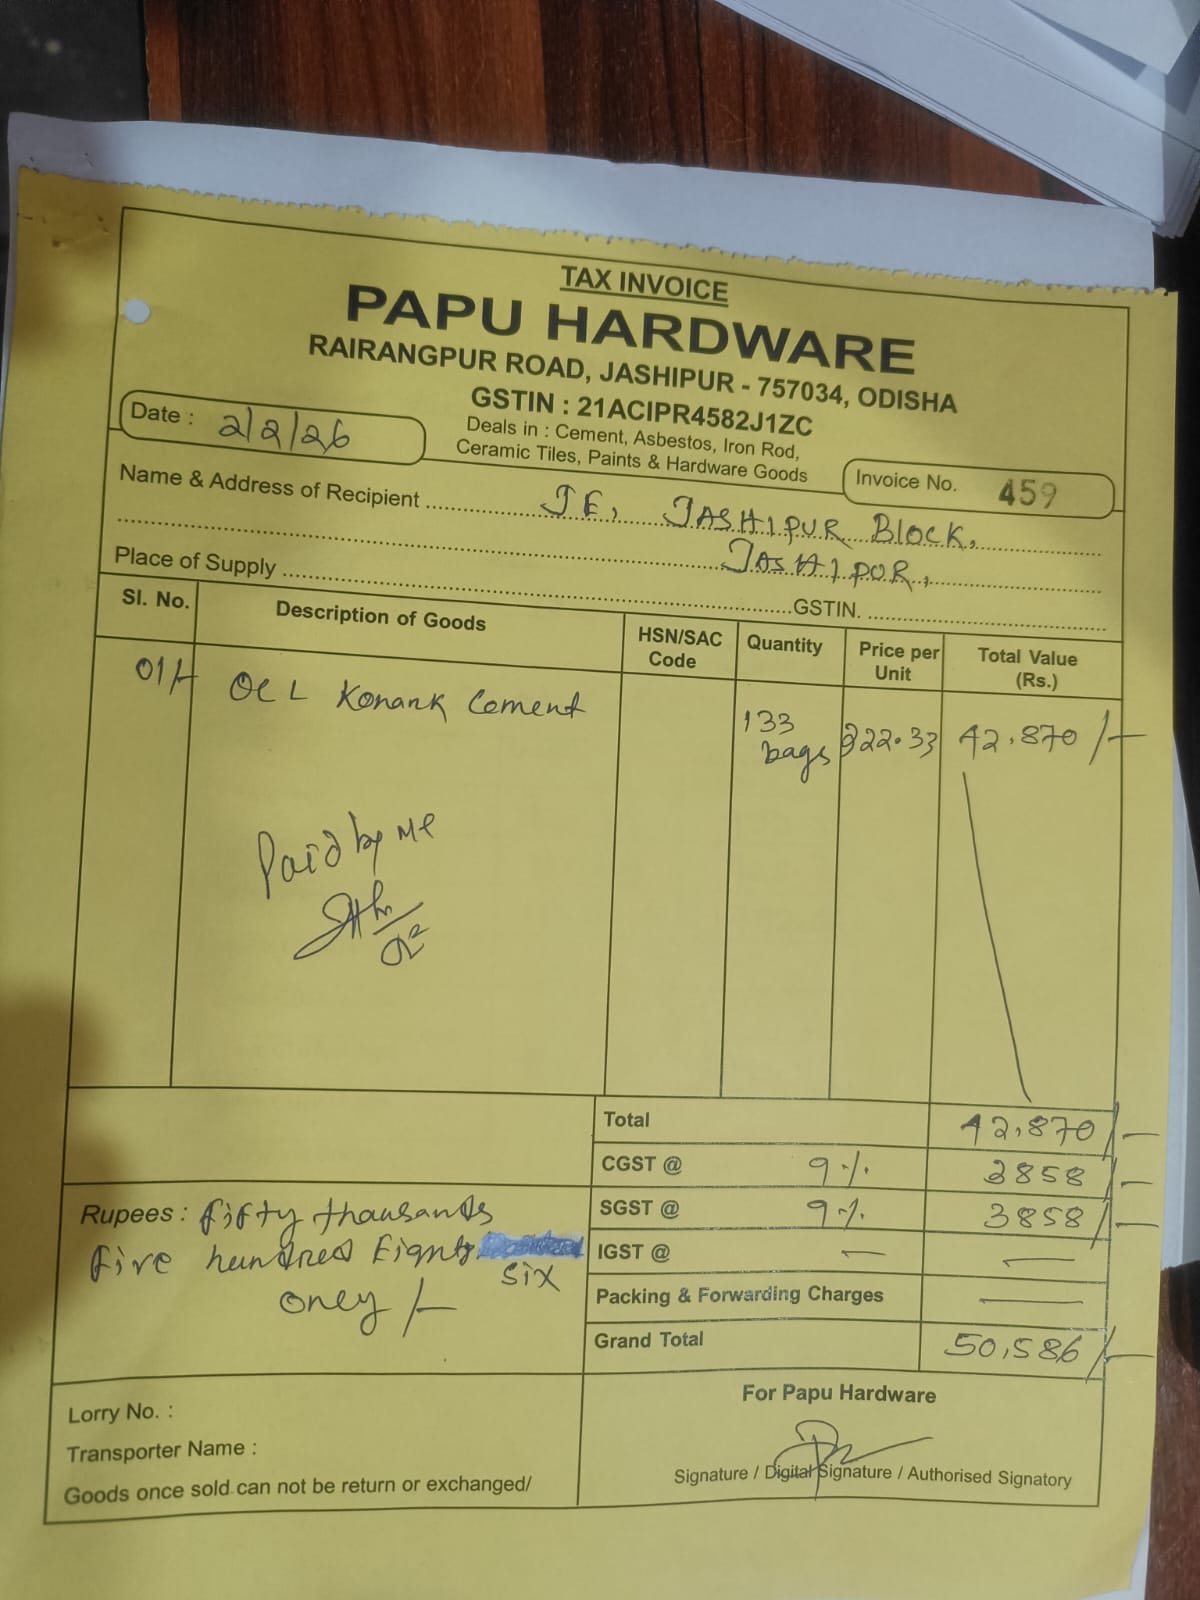 TAX INVOICE
PAPU HARDWARE
RAIRANGPUR ROAD, JASHIPUR - 757034, ODISHA
GSTIN : 21ACIPR4582J1ZC
Deals in : Cement, Asbestos, Iron Rod,
Ceramic Tiles, Paints & Hardware Goods
Date : 2/2/26
Invoice No. 459
Name & Address of Recipient JE, JASHIPUR Block,
JASHIPUR,
Place of Supply GSTIN.
Sl. No. Description of Goods HSN/SAC Code Quantity Price per Unit Total Value (Rs.)
01/- OCL Konark Cement 133 bags 322.33 42,870/-
Paid by me
Total 42,870/-
CGST @ 9% 3858/-
SGST @ 9% 3858/-
IGST @ —
Packing & Forwarding Charges —
Grand Total 50,586/-
Rupees : fifty thousands
five hundred Eighty
six
only/-
Lorry No. :
Transporter Name :
Goods once sold can not be return or exchanged/
For Papu Hardware
Signature / Digital Signature / Authorised Signatory